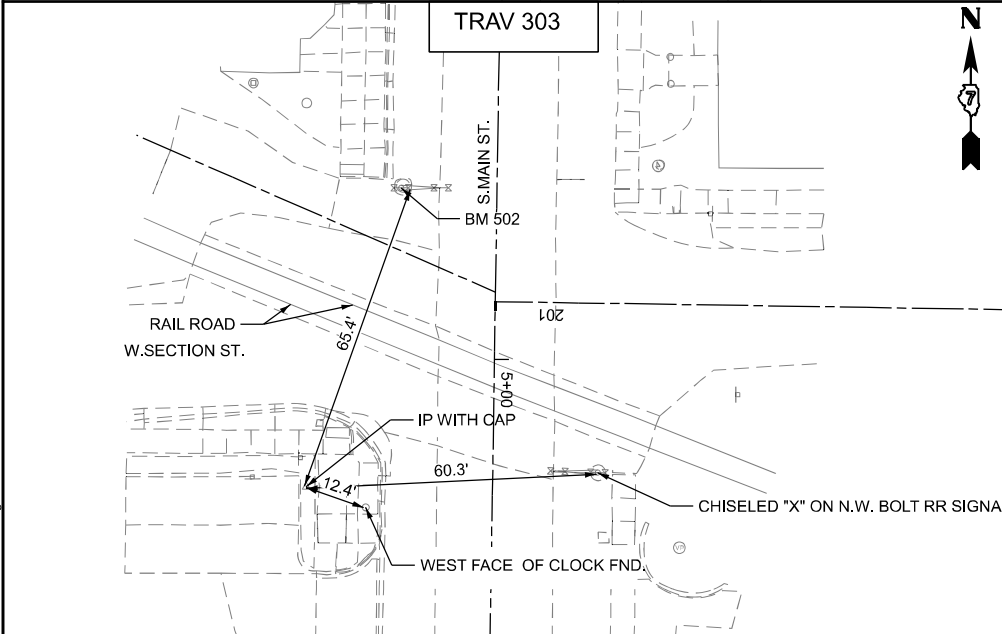 TRAV 303
N
7
S.MAIN ST.
BM 502
201
RAIL ROAD
W.SECTION ST.
65.4'
5+00
IP WITH CAP
60.3'
12.4'
CHISELED "X" ON N.W. BOLT RR SIGNA
WEST FACE OF CLOCK FND.
VP